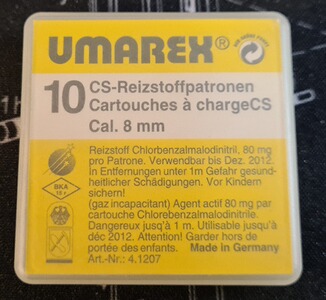 UMAREX®
10 CS-Reizstoffpatronen
Cartouches à chargeCS
Cal. 8 mm
Reizstoff Chlorbenzalmalodinitril, 80 mg
pro Patrone. Verwendbar bis Dez. 2012.
In Entfernungen unter 1m Gefahr gesund-
heitlicher Schädigungen. Vor Kindern
sichern!
(gaz incapacitant) Agent actif 80 mg par
cartouche Chlorebenzalmalodinitrile.
Dangereux jusqu'à 1 m. Utilisable jusqu'à
déc 2012. Attention! Garder hors de
portée des enfants. Made in Germany
Art.-Nr.: 4.1207
BKA